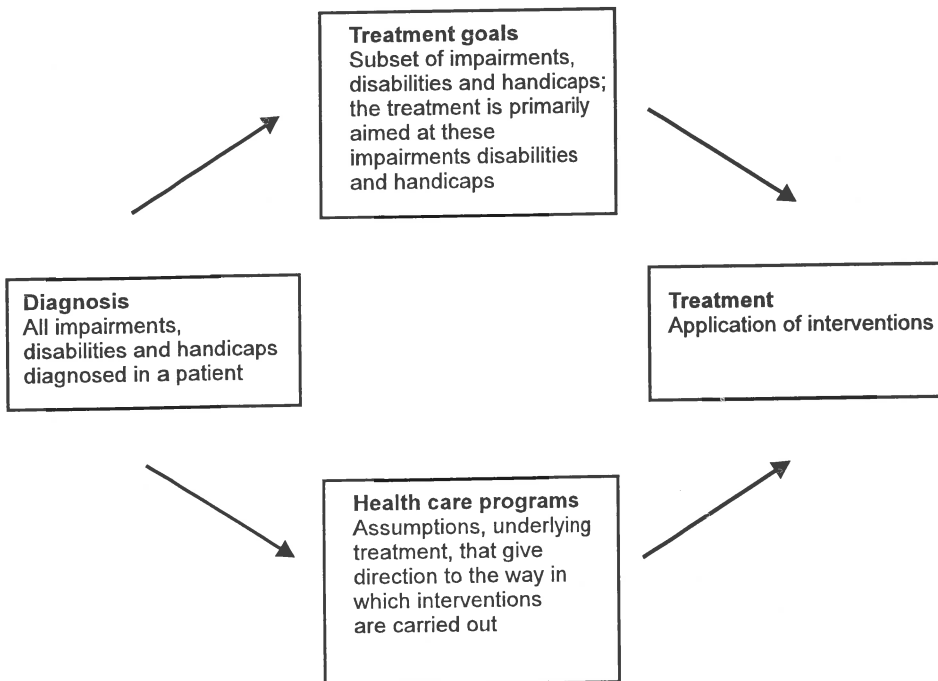 Treatment goals
Subset of impairments,
disabilities and handicaps;
the treatment is primarily
aimed at these
impairments disabilities
and handicaps
Diagnosis
All impairments,
disabilities and handicaps
diagnosed in a patient
Treatment
Application of interventions
Health care programs
Assumptions, underlying
treatment, that give
direction to the way in
which interventions
are carried out